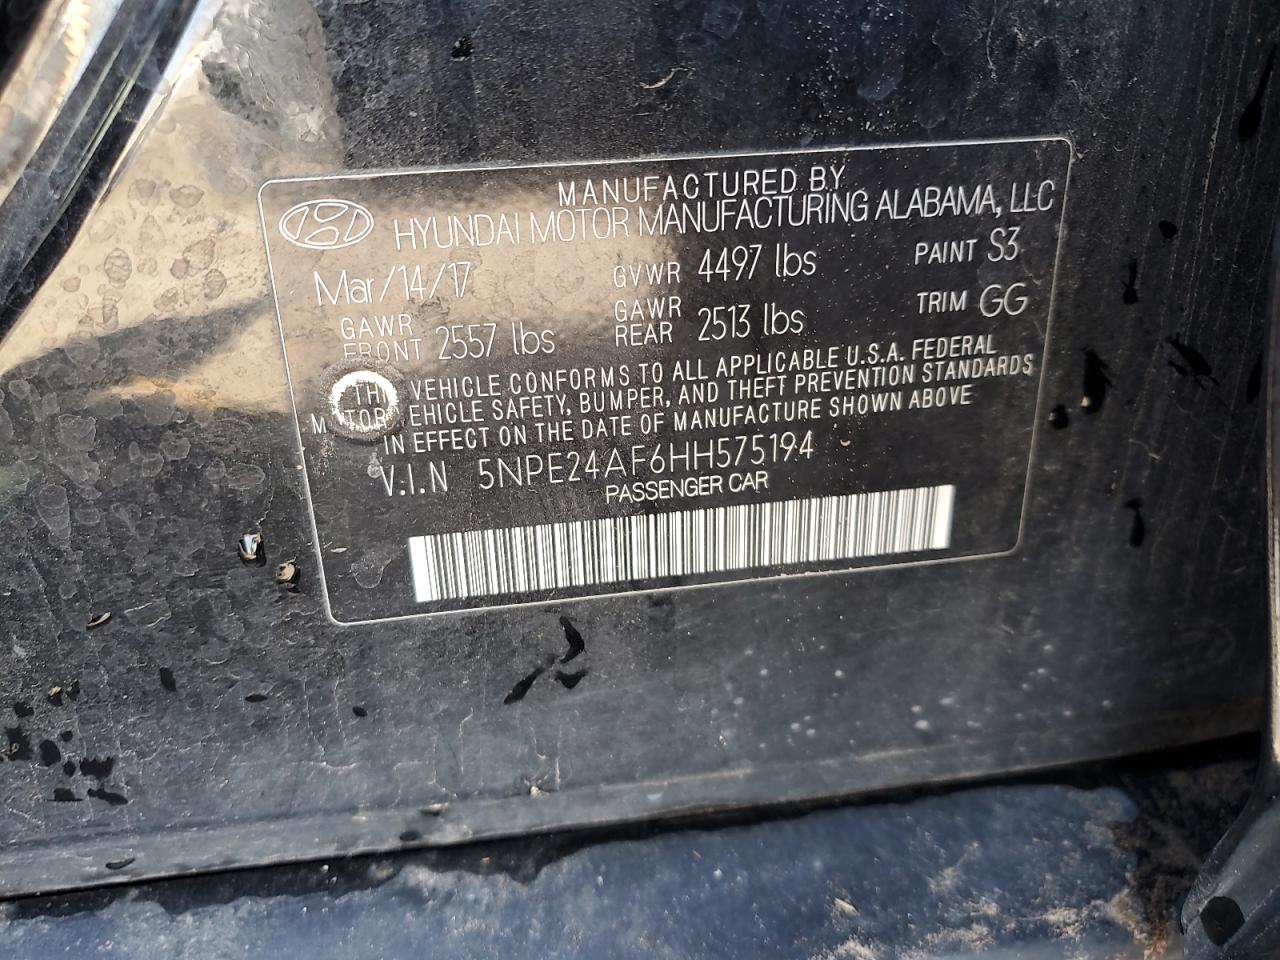 MANUFACTURED BY
HYUNDAI MOTOR MANUFACTURING ALABAMA, LLC
Mar/14/17 GVWR 4497 lbs PAINT S3
GAWR FRONT 2557 lbs GAWR REAR 2513 lbs TRIM GG
THI VEHICLE CONFORMS TO ALL APPLICABLE U.S.A. FEDERAL
MOTOR EHICLE SAFETY, BUMPER, AND THEFT PREVENTION STANDARDS
IN EFFECT ON THE DATE OF MANUFACTURE SHOWN ABOVE
V.I.N 5NPE24AF6HH575194
PASSENGER CAR